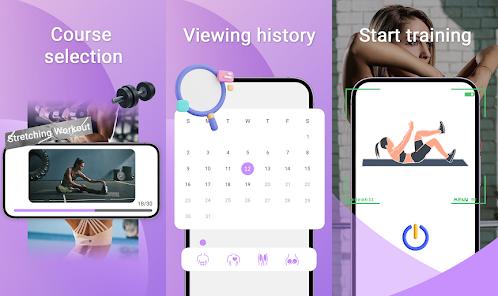 Course
selection
Stretching Workout
18/30
Viewing history
S M T W T F S
1
2 3 4 5 6 7 8
9 10 11 12 13 14 15
16 17 18 19 20 21 22
23 24 25 26 27 28 29
30 31
Start training
MENU